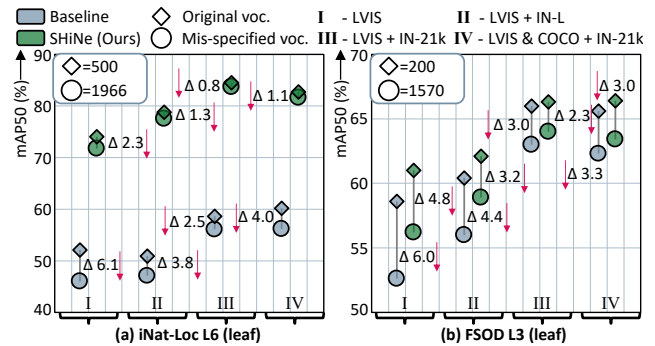 Baseline Original voc. I - LVIS II - LVIS + IN-L
SHiNe (Ours) Mis-specified voc. III - LVIS + IN-21k IV - LVIS & COCO + IN-21k
mAP50 (%)
90
80
70
60
50
40
=500
=1966
Δ 0.8
Δ 1.1
Δ 1.3
Δ 2.3
Δ 2.5
Δ 4.0
Δ 6.1
Δ 3.8
I II III IV
(a) iNat-Loc L6 (leaf)
mAP50 (%)
70
65
60
55
50
=200
=1570
Δ 3.0
Δ 3.0
Δ 2.3
Δ 3.3
Δ 3.2
Δ 4.8
Δ 4.4
Δ 6.0
I II III IV
(b) FSOD L3 (leaf)